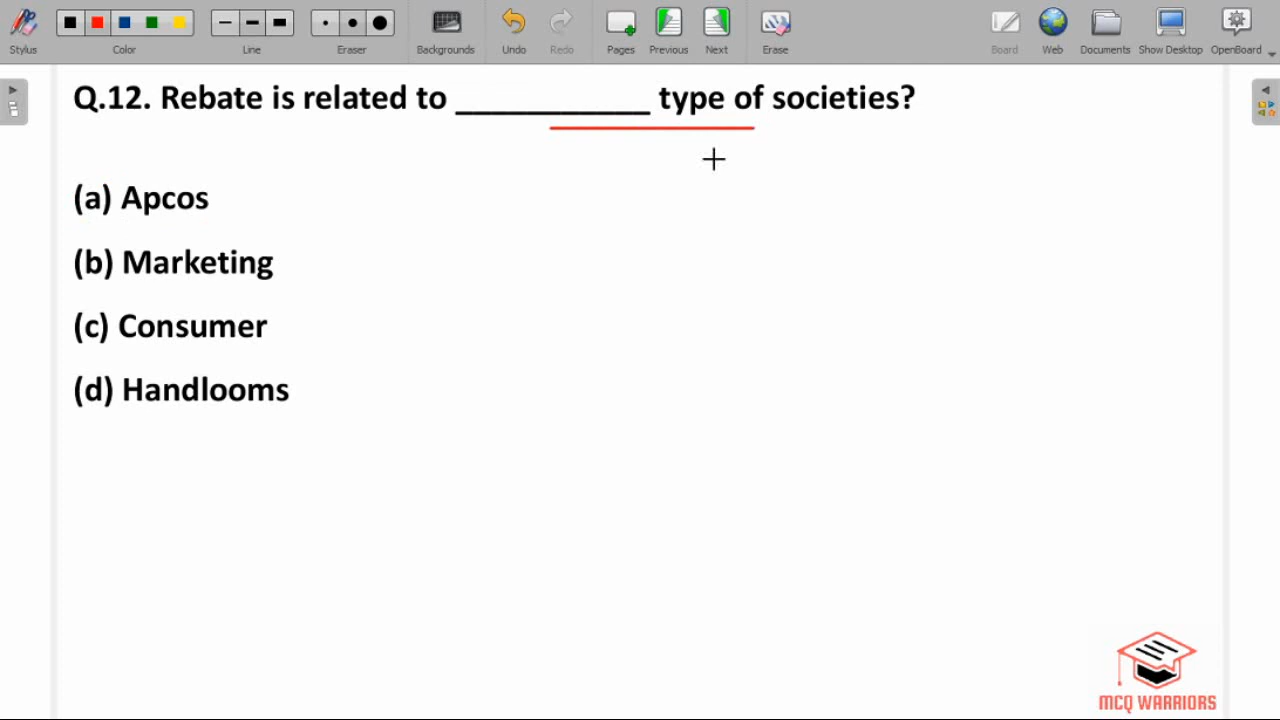 Stylus Color Line Eraser Backgrounds Undo Redo Pages Previous Next Erase Board Web Documents Show Desktop OpenBoard
Q.12. Rebate is related to ___________ type of societies?
(a) Apcos
(b) Marketing
(c) Consumer
(d) Handlooms
MCQ WARRIORS